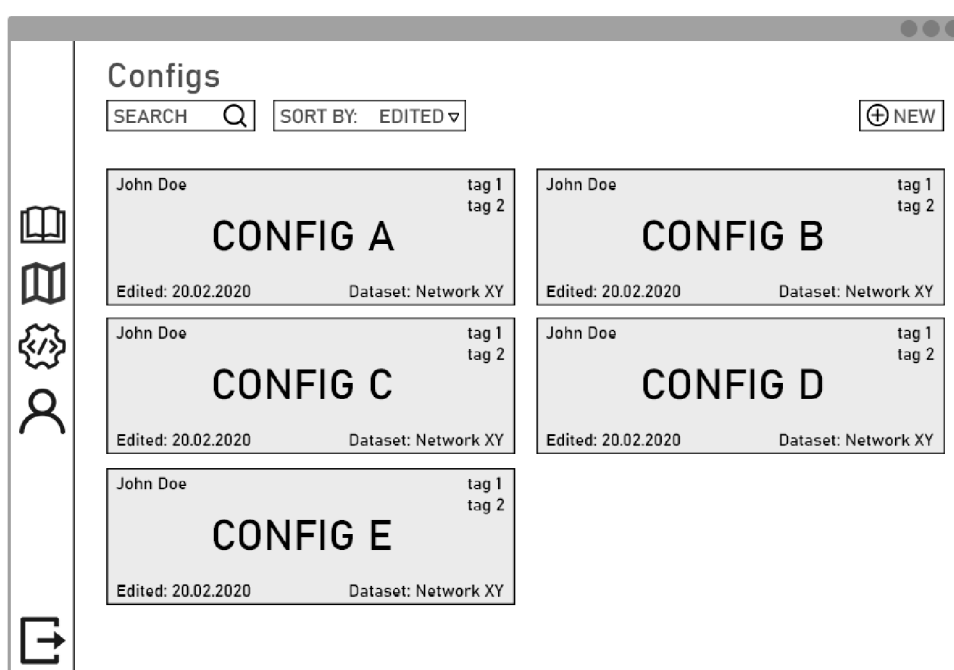 Configs
SEARCH
SORT BY: EDITED
NEW
John Doe
tag 1
tag 2
CONFIG A
Edited: 20.02.2020
Dataset: Network XY
John Doe
tag 1
tag 2
CONFIG B
Edited: 20.02.2020
Dataset: Network XY
John Doe
tag 1
tag 2
CONFIG C
Edited: 20.02.2020
Dataset: Network XY
John Doe
tag 1
tag 2
CONFIG D
Edited: 20.02.2020
Dataset: Network XY
John Doe
tag 1
tag 2
CONFIG E
Edited: 20.02.2020
Dataset: Network XY